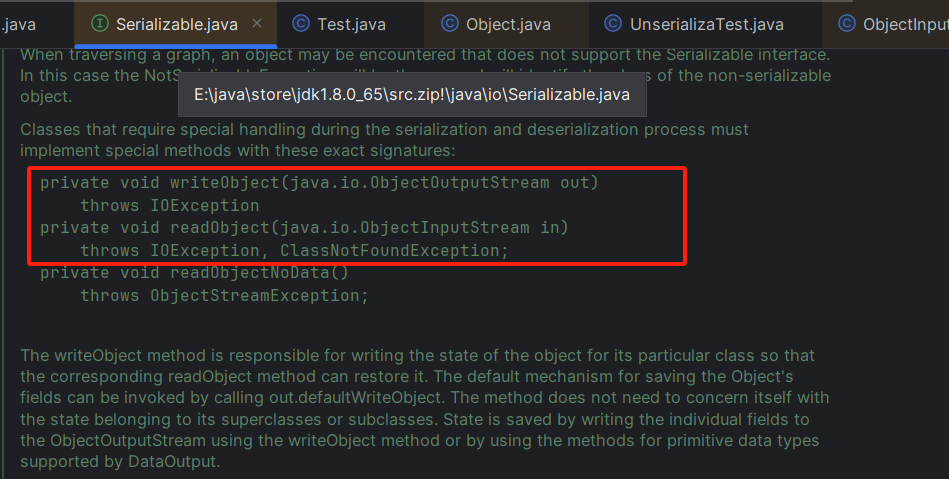 .java
Serializable.java
Test.java
Object.java
UnserializaTest.java
ObjectInput
When traversing a graph, an object may be encountered that does not support the Serializable interface.
In this case the of the non-serializable
object.
E:\java\store\jdk1.8.0_65\src.zip!\java\io\Serializable.java
Classes that require special handling during the serialization and deserialization process must
implement special methods with these exact signatures:
private void writeObject(java.io.ObjectOutputStream out)
throws IOException
private void readObject(java.io.ObjectInputStream in)
throws IOException, ClassNotFoundException;
private void readObjectNoData()
throws ObjectStreamException;
The writeObject method is responsible for writing the state of the object for its particular class so that
the corresponding readObject method can restore it. The default mechanism for saving the Object's
fields can be invoked by calling out.defaultWriteObject. The method does not need to concern itself with
the state belonging to its superclasses or subclasses. State is saved by writing the individual fields to
the ObjectOutputStream using the writeObject method or by using the methods for primitive data types
supported by DataOutput.